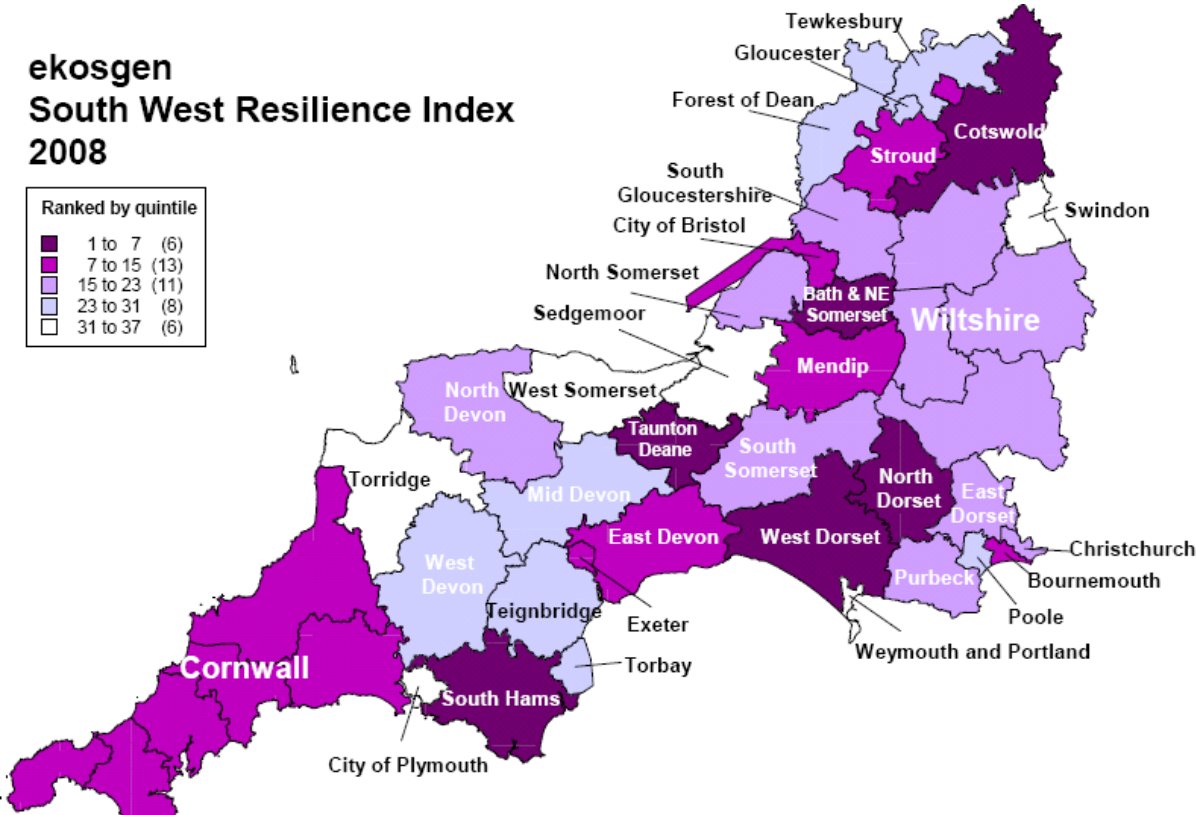 ekosgen
South West Resilience Index
2008
Ranked by quintile
1 to 7 (6)
7 to 15 (13)
15 to 23 (11)
23 to 31 (8)
31 to 37 (6)
Tewkesbury
Gloucester
Forest of Dean
Cotswold
Stroud
South
Gloucestershire
City of Bristol
Swindon
North Somerset
Sedgemoor
Bath & NE
Somerset
Wiltshire
Mendip
West Somerset
North
Devon
Taunton
Deane
South
Somerset
Torridge
Mid Devon
North
Dorset
East
Dorset
East Devon
West Dorset
Christchurch
West
Devon
Purbeck
Bournemouth
Teignbridge
Poole
Exeter
Weymouth and Portland
Torbay
Cornwall
South Hams
City of Plymouth